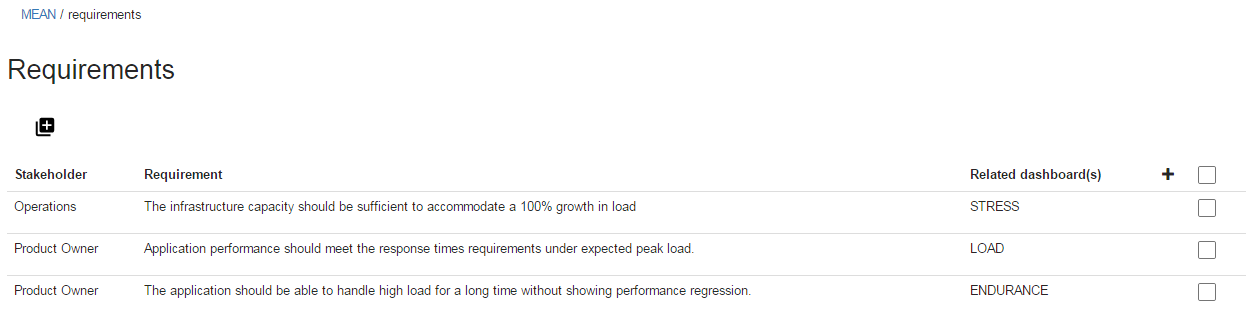 MEAN / requirements
Requirements
Stakeholder Requirement Related dashboard(s)
Operations The infrastructure capacity should be sufficient to accommodate a 100% growth in load STRESS
Product Owner Application performance should meet the response times requirements under expected peak load. LOAD
Product Owner The application should be able to handle high load for a long time without showing performance regression. ENDURANCE